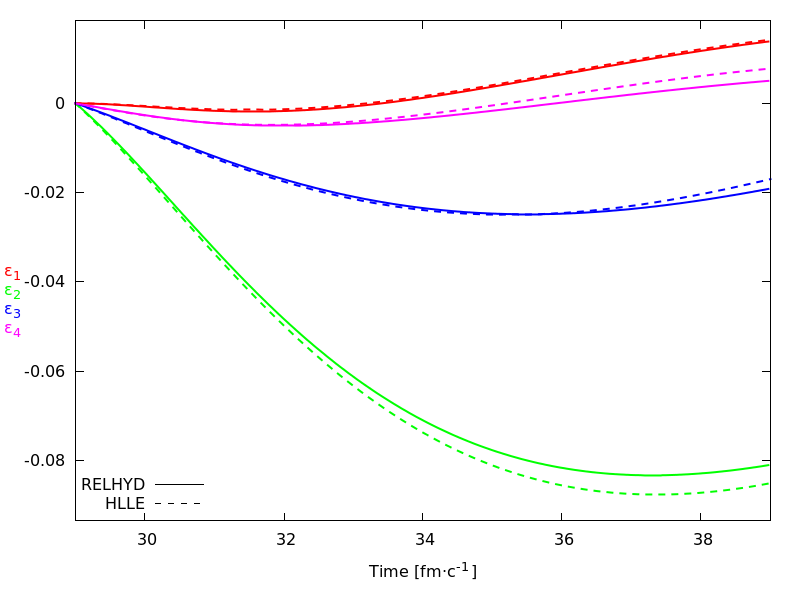 0
-0.02
-0.04
-0.06
-0.08
ε1
ε2
ε3
ε4
RELHYD
HLLE
30 32 34 36 38
Time [fm·c-1]